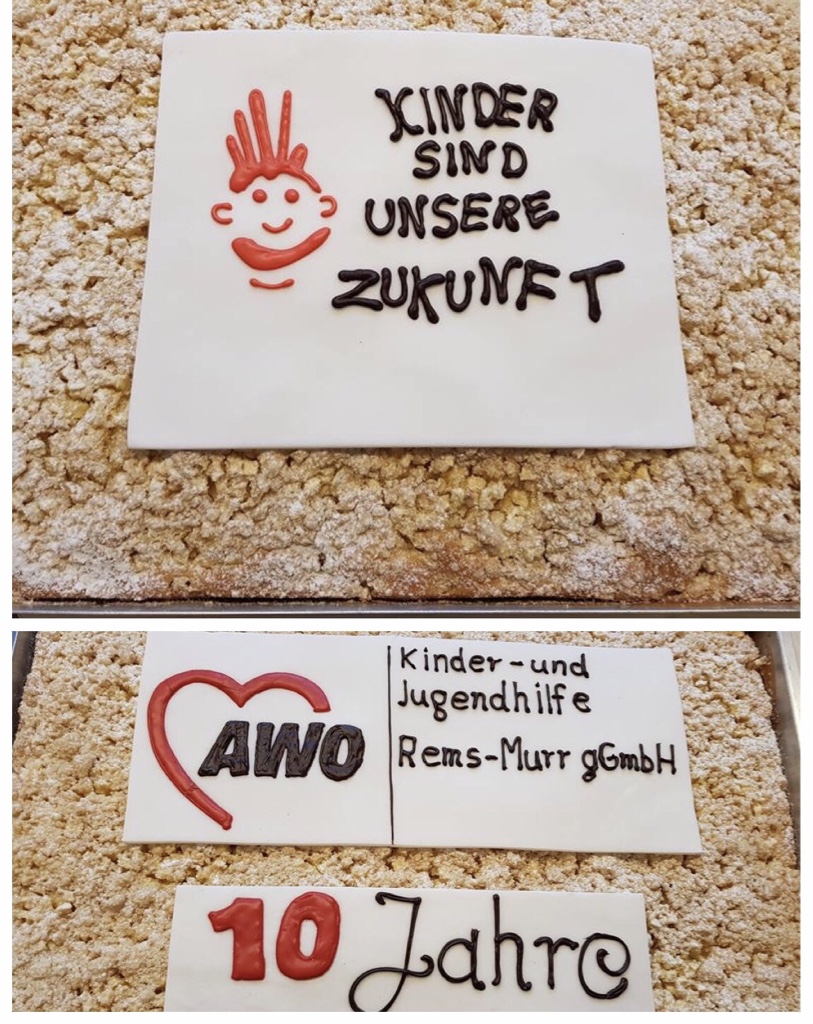 KINDER
SIND
UNSERE
ZUKUNFT
AWO
Kinder-und
Jugendhilfe
Rems-Murr gGmbH
10 Jahre